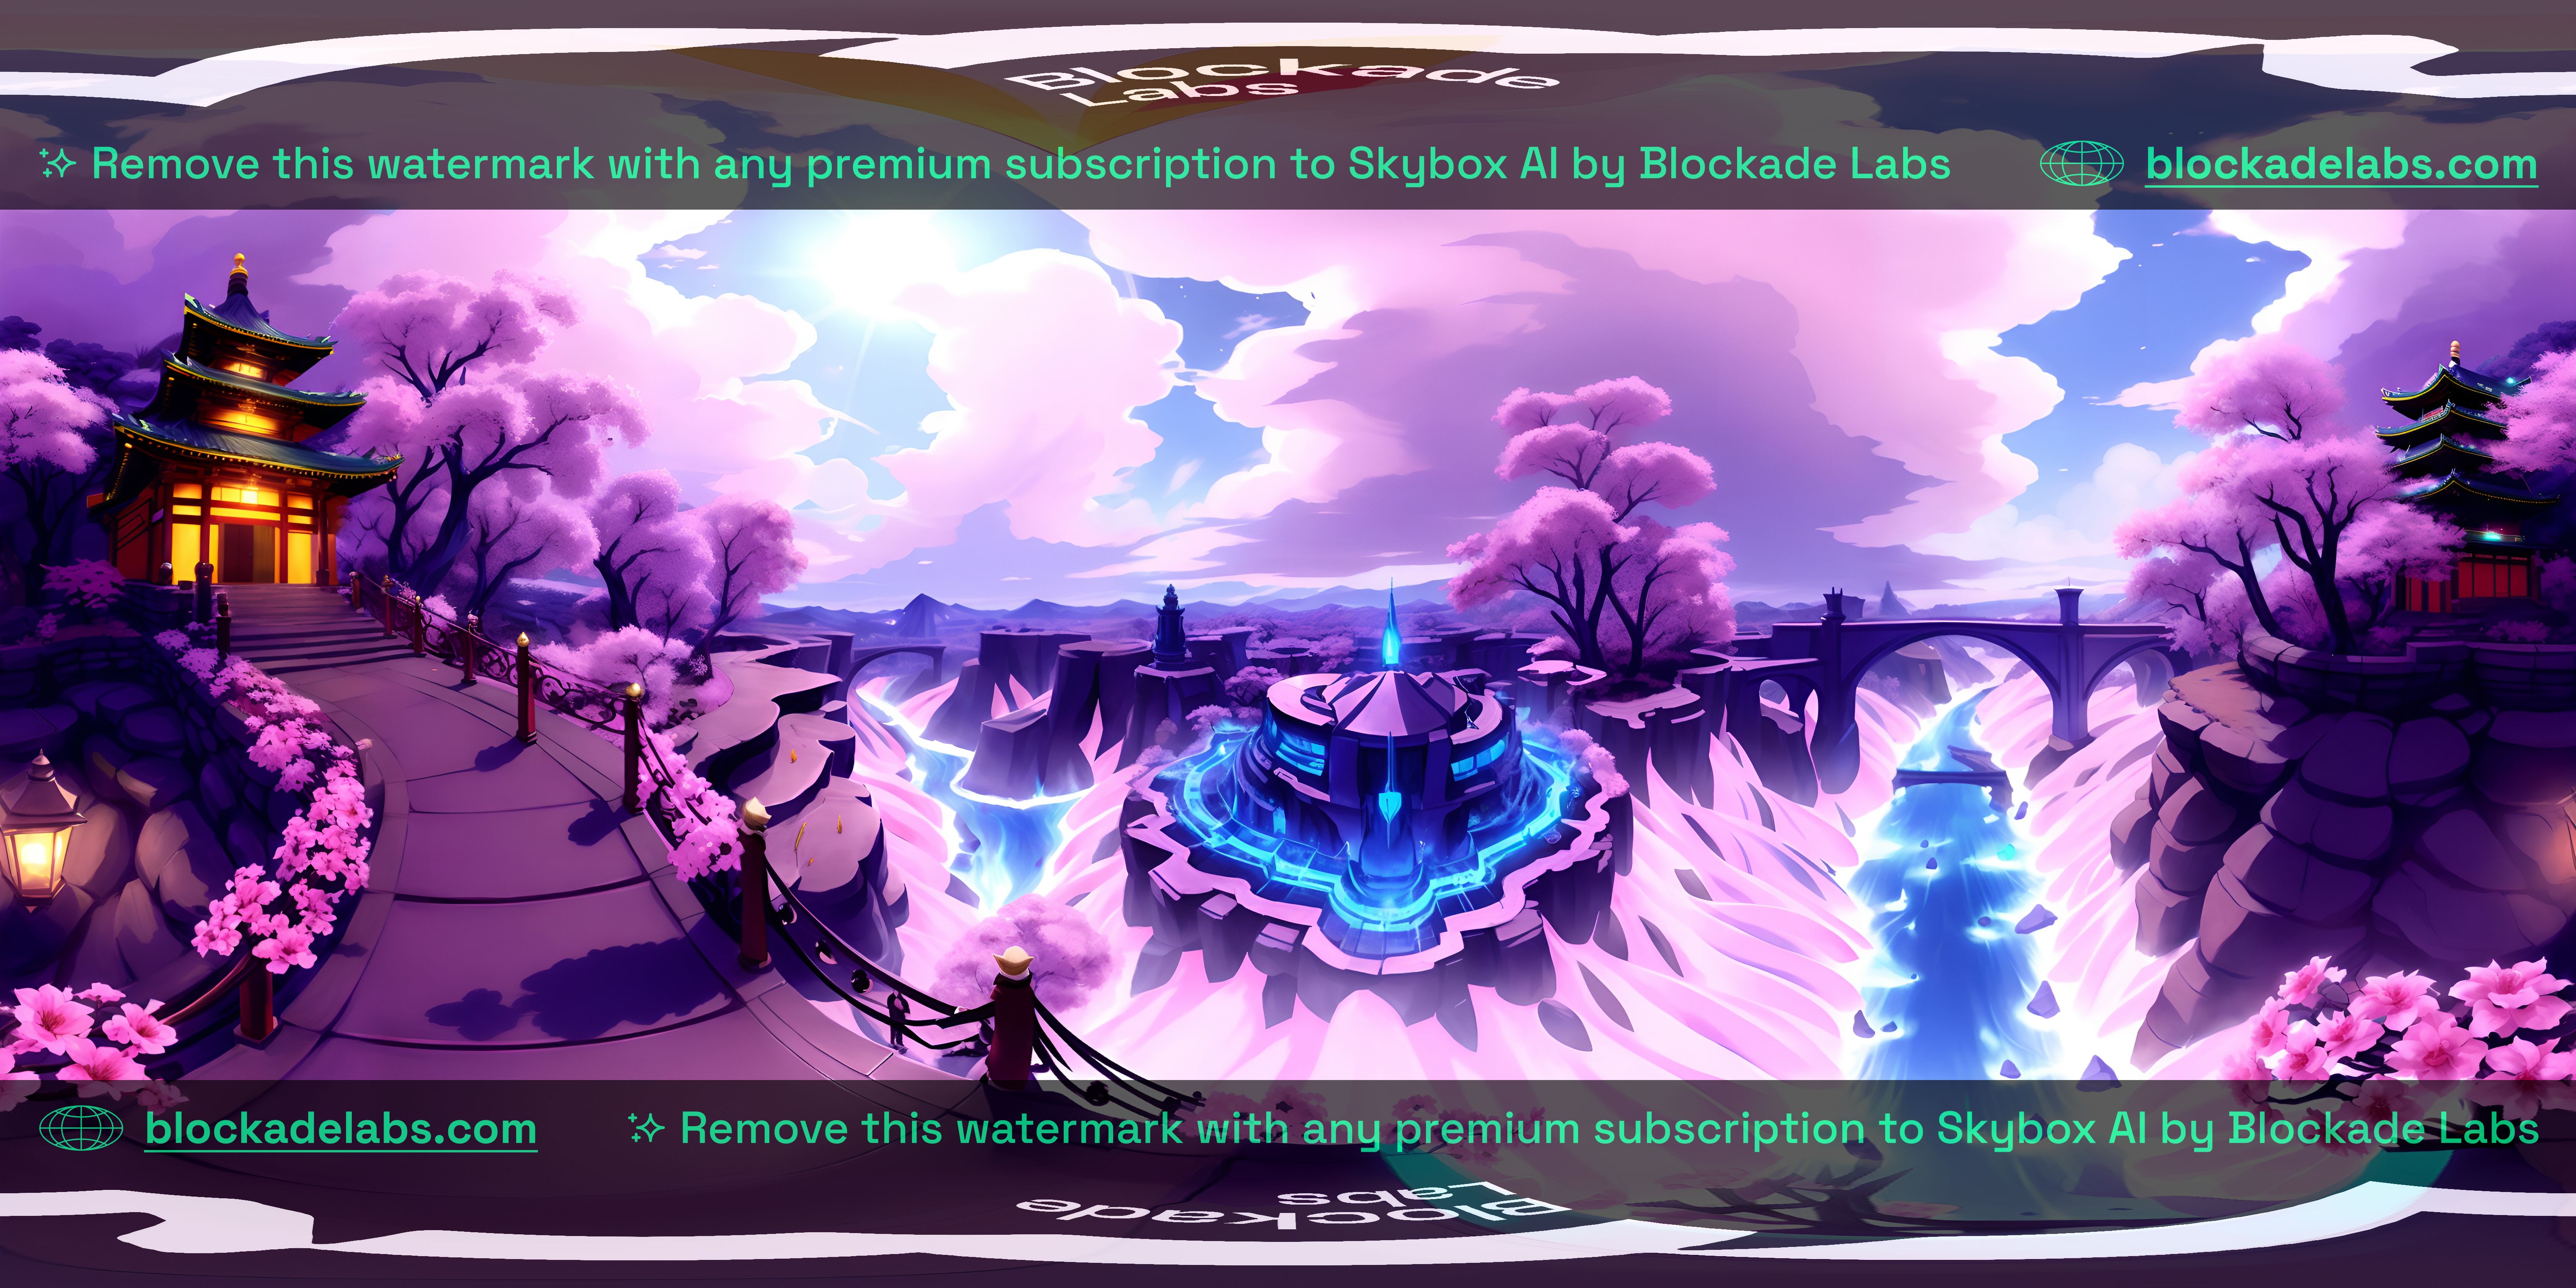 Blockade
Labs
Remove this watermark with any premium subscription to Skybox AI by Blockade Labs
blockadelabs.com
blockadelabs.com
Remove this watermark with any premium subscription to Skybox AI by Blockade Labs
Labs
Blockade